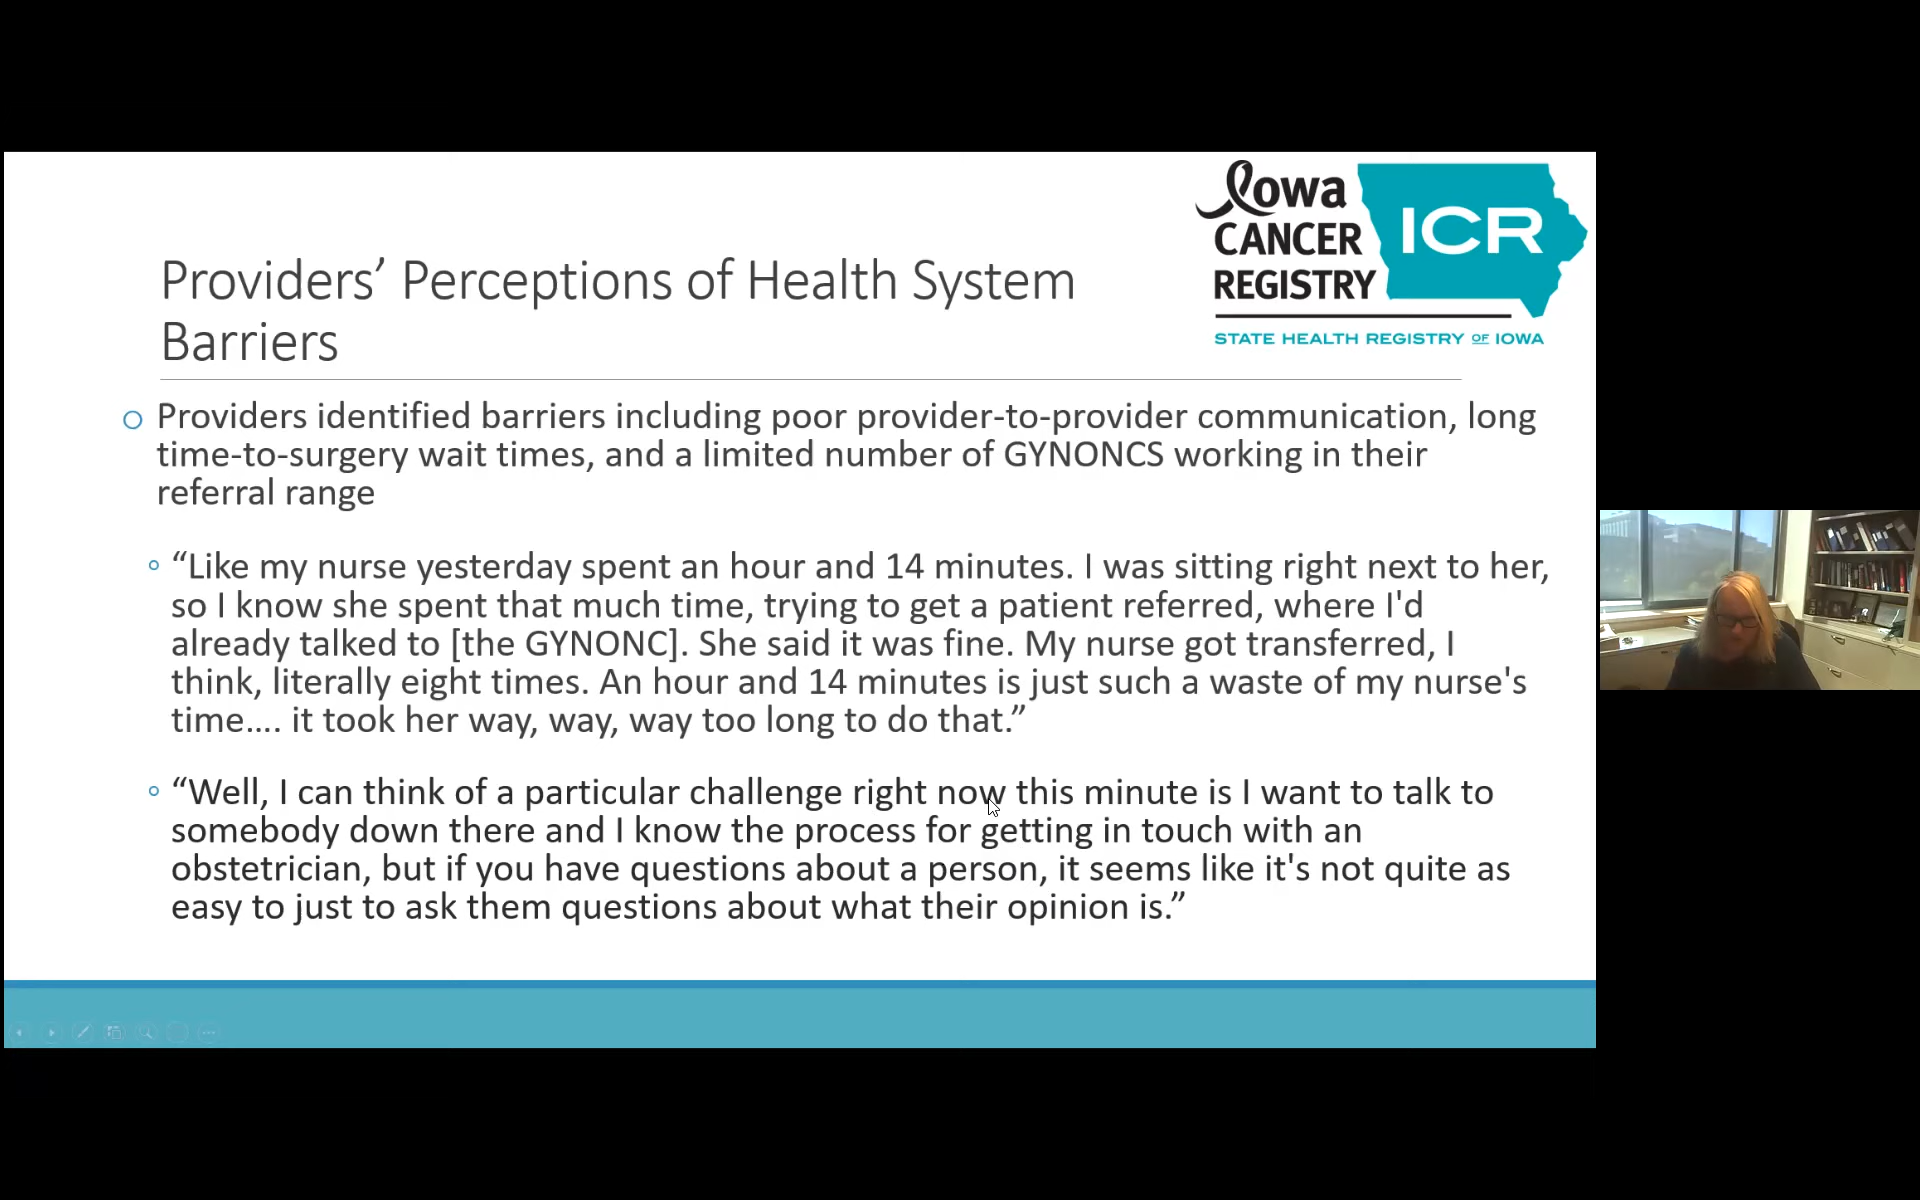 Iowa
CANCER
REGISTRY
ICR
STATE HEALTH REGISTRY OF IOWA
Providers’ Perceptions of Health System
Barriers
Providers identified barriers including poor provider-to-provider communication, long
time-to-surgery wait times, and a limited number of GYNONCS working in their
referral range
“Like my nurse yesterday spent an hour and 14 minutes. I was sitting right next to her,
so I know she spent that much time, trying to get a patient referred, where I'd
already talked to [the GYNONC]. She said it was fine. My nurse got transferred, I
think, literally eight times. An hour and 14 minutes is just such a waste of my nurse's
time.... it took her way, way, way too long to do that.”
“Well, I can think of a particular challenge right now this minute is I want to talk to
somebody down there and I know the process for getting in touch with an
obstetrician, but if you have questions about a person, it seems like it's not quite as
easy to just to ask them questions about what their opinion is.”